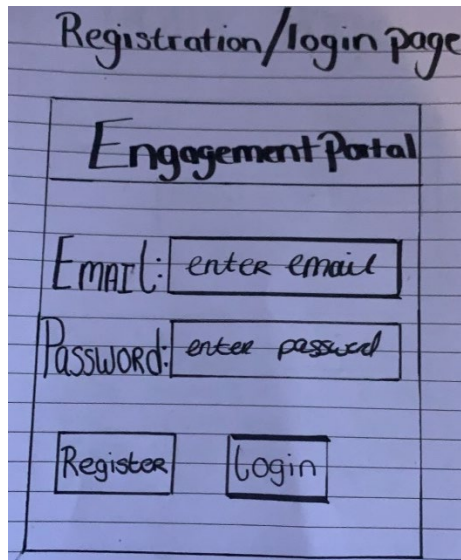 Registration/login page
Engagement Portal
EMAIL: enter email
PASSWORD: enter password
Register Login